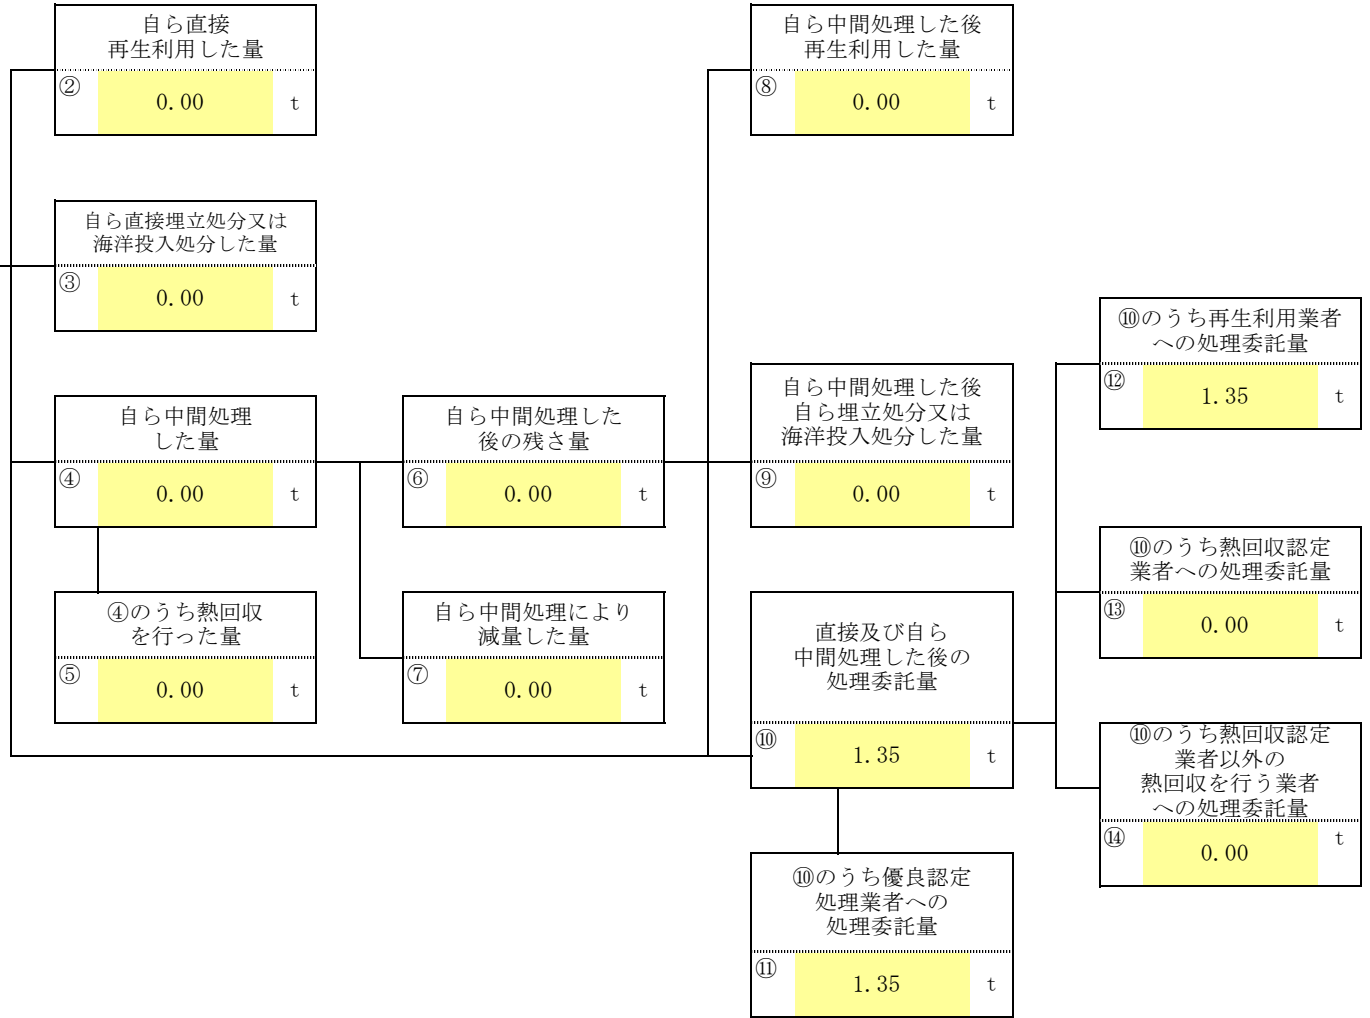 自ら直接
再生利用した量
②
0.00
t
自ら中間処理した後
再生利用した量
⑧
0.00
t
自ら直接埋立処分又は
海洋投入処分した量
③
0.00
t
⑩のうち再生利用業者
への処理委託量
⑫
1.35
t
自ら中間処理
した量
④
0.00
t
自ら中間処理した
後の残さ量
⑥
0.00
t
自ら中間処理した後
自ら埋立処分又は
海洋投入処分した量
⑨
0.00
t
⑩のうち熱回収認定
業者への処理委託量
⑬
0.00
t
④のうち熱回収
を行った量
⑤
0.00
t
自ら中間処理により
減量した量
⑦
0.00
t
直接及び自ら
中間処理した後の
処理委託量
⑩
1.35
t
⑩のうち熱回収認定
業者以外の
熱回収を行う業者
への処理委託量
⑭
0.00
t
⑩のうち優良認定
処理業者への
処理委託量
⑪
1.35
t